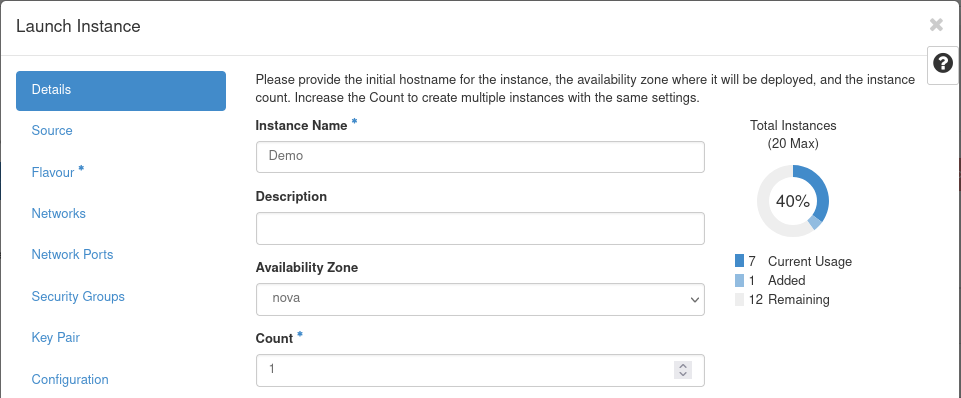 Launch Instance
×
Details
Source
Flavour *
Networks
Network Ports
Security Groups
Key Pair
Configuration
Please provide the initial hostname for the instance, the availability zone where it will be deployed, and the instance
count. Increase the Count to create multiple instances with the same settings.
Instance Name *
Demo
Description
Availability Zone
nova
Count *
1
Total Instances
(20 Max)
40%
7 Current Usage
1 Added
12 Remaining
?